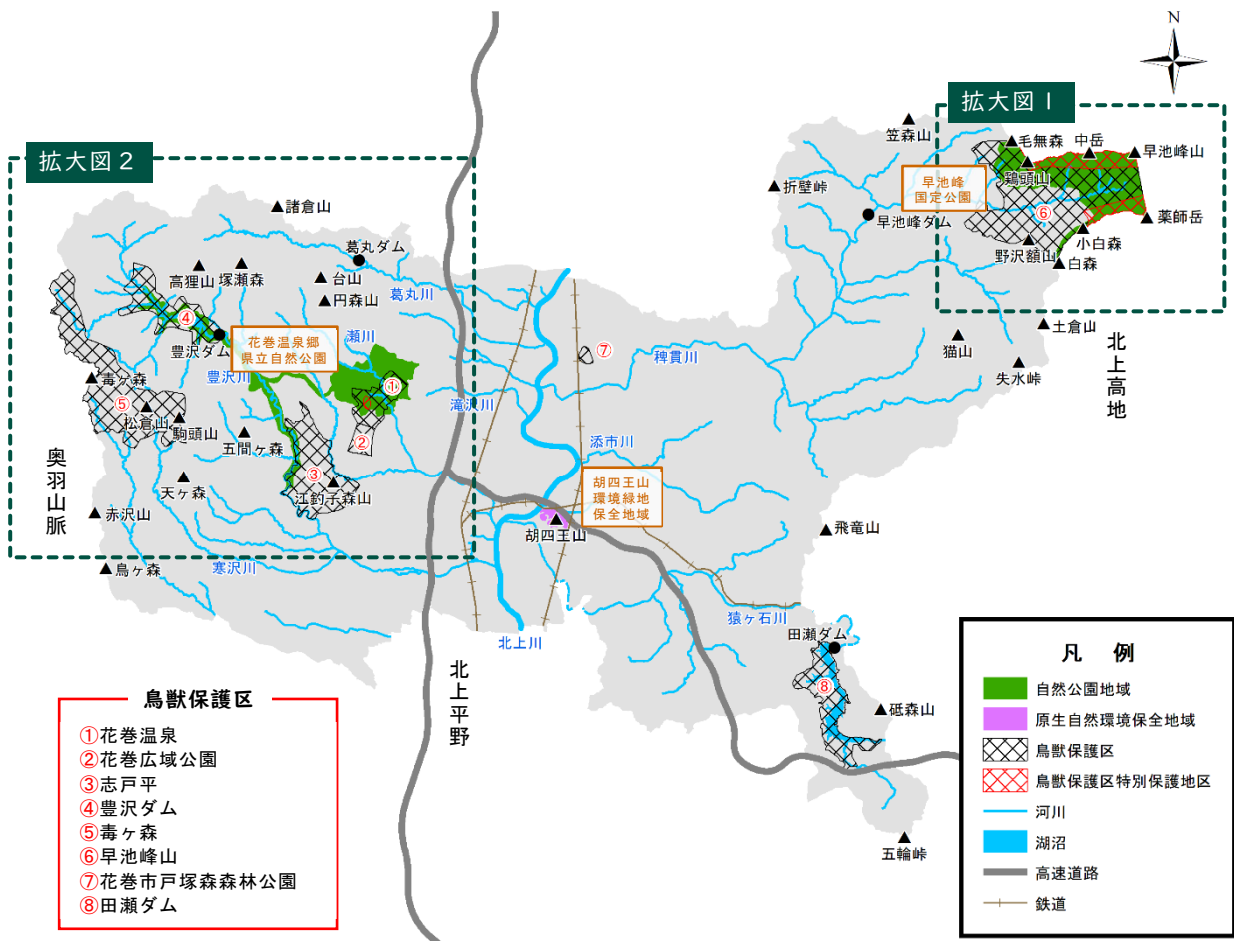 N
拡大図1
笠森山
毛無森
中岳
早池峰山
鶏頭山
早池峰
国定公園
折壁峠
早池峰ダム
⑥
薬師岳
小白森
野沢額山
白森
土倉山
猫山
失水峠
北上高地
拡大図2
諸倉山
葛丸ダム
高狸山
塚瀬森
台山
円森山
葛丸川
④
豊沢ダム
花巻温泉郷
県立自然公園
瀬川
豊沢川
⑦
稗貫川
毒ヶ森
①
⑤
松倉山
駒頭山
滝沢川
五間ヶ森
②
添市川
奥羽山脈
③
天ヶ森
江釣子森山
胡四王山
環境緑地
保全地域
赤沢山
胡四王山
飛竜山
烏ヶ森
寒沢川
猿ヶ石川
北上川
田瀬ダム
北上平野
⑧
砥森山
五輪峠
鳥獣保護区
①花巻温泉
②花巻広域公園
③志戸平
④豊沢ダム
⑤毒ヶ森
⑥早池峰山
⑦花巻市戸塚森森林公園
⑧田瀬ダム
凡 例
自然公園地域
原生自然環境保全地域
鳥獣保護区
鳥獣保護区特別保護地区
河川
湖沼
高速道路
鉄道